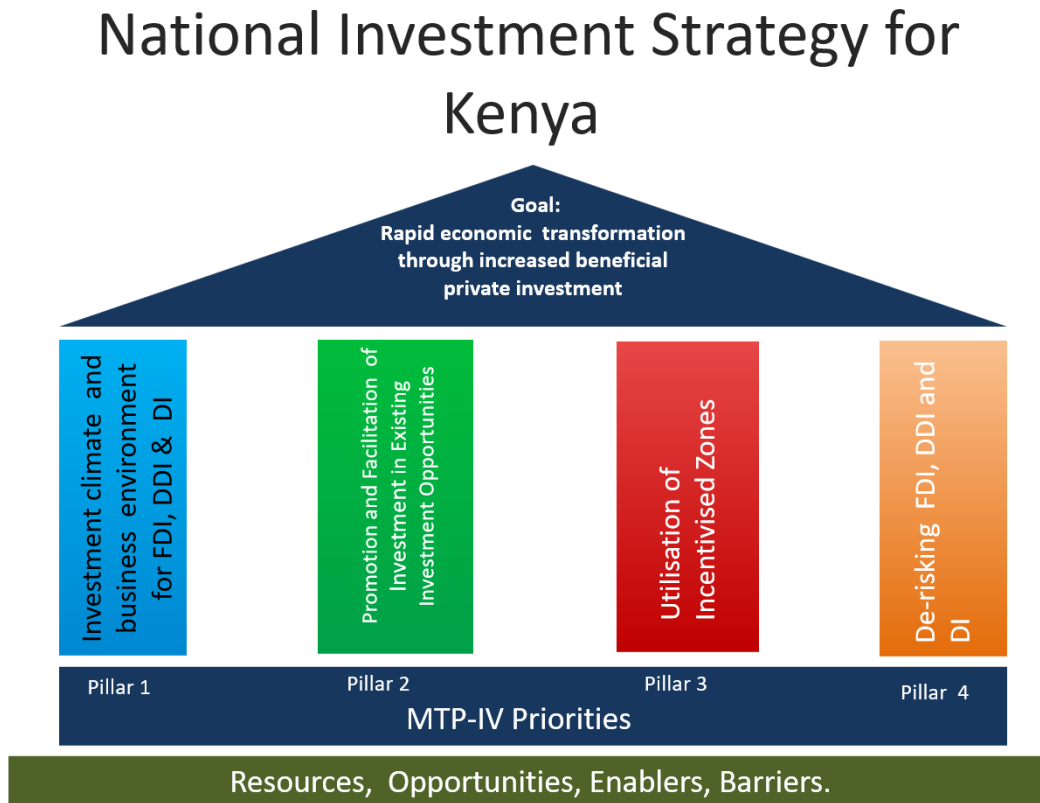 National Investment Strategy for
Kenya
Goal:
Rapid economic transformation
through increased beneficial
private investment
Investment climate and
business environment
for FDI, DDI & DI
Promotion and Facilitation of
Investment in Existing
Investment Opportunities
Utilisation of
Incentivised Zones
De-risking FDI, DDI and
DI
Pillar 1
Pillar 2
Pillar 3
Pillar 4
MTP-IV Priorities
Resources, Opportunities, Enablers, Barriers.